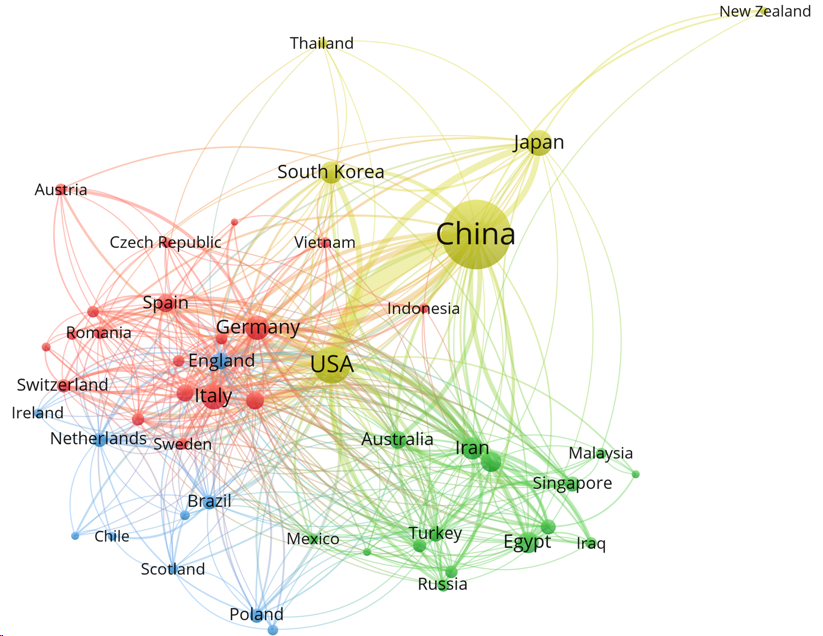 New Zealand
Thailand
Japan
South Korea
Austria
China
Czech Republic
Vietnam
Spain
Indonesia
Germany
Romania
England
USA
Switzerland
Italy
Ireland
Netherlands
Sweden
Australia
Iran
Malaysia
Singapore
Brazil
Chile
Mexico
Turkey
Egypt
Iraq
Scotland
Russia
Poland